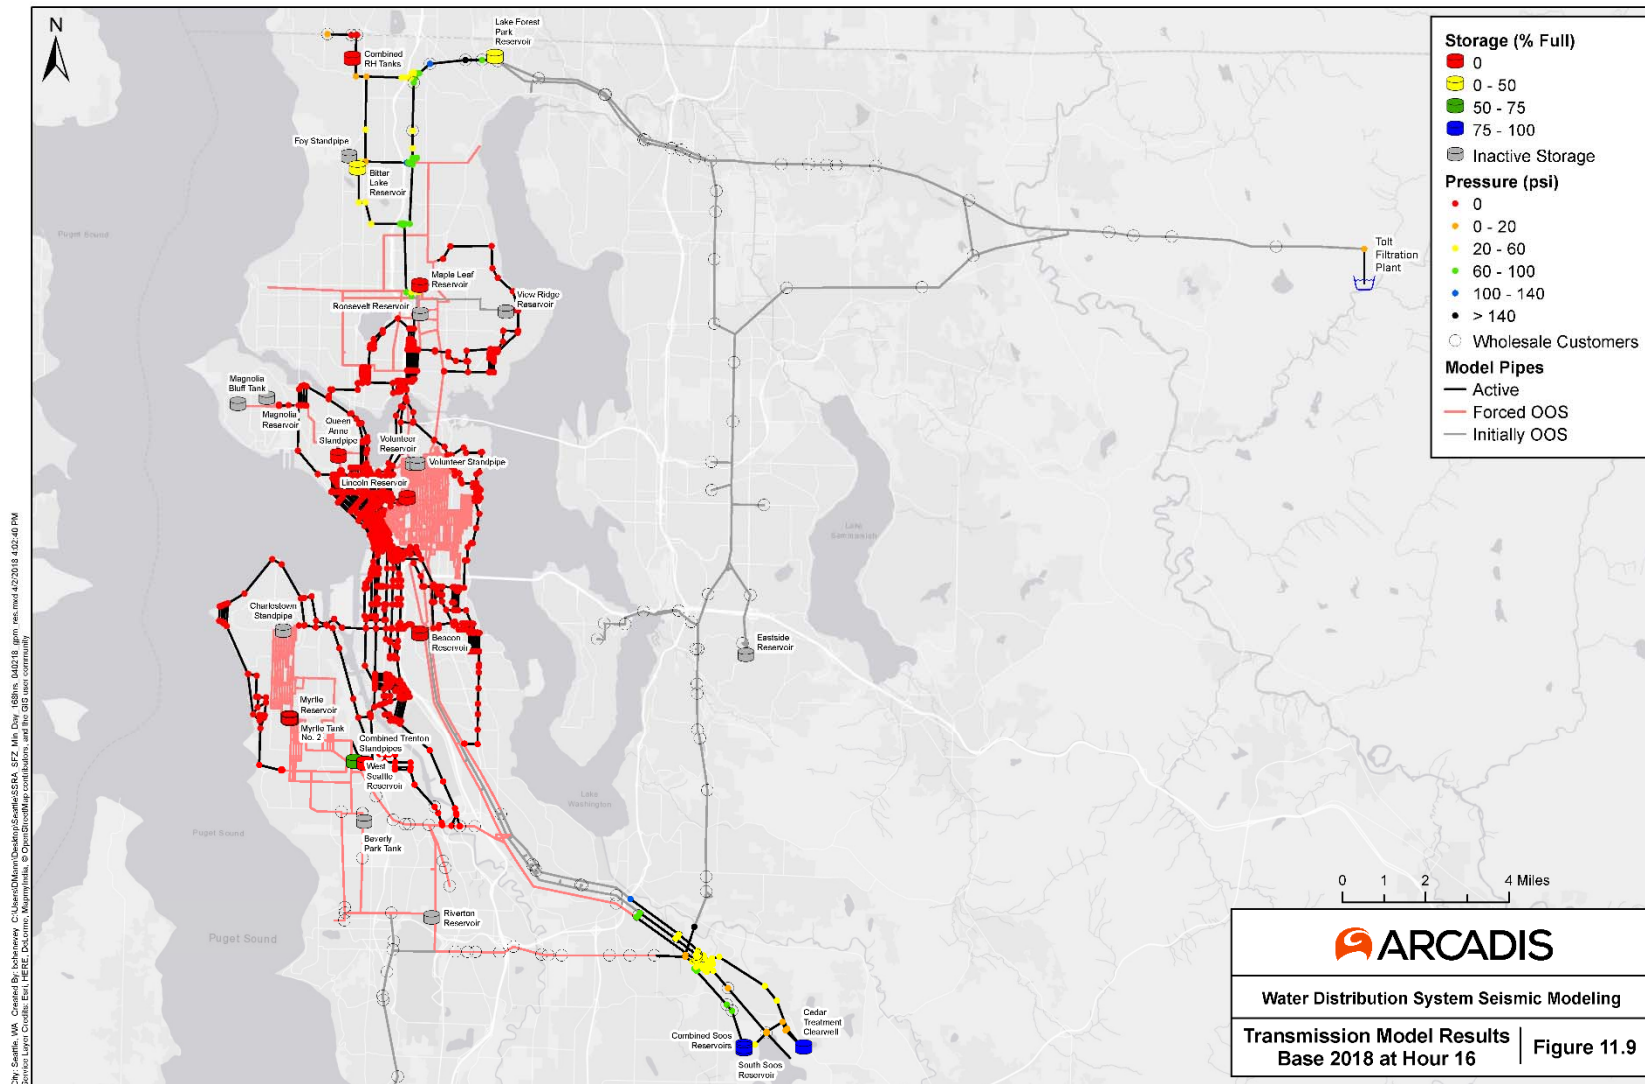 N
Lake Forest
Park
Reservoir
Combined
RH Tanks
Foy Standpipe
Bitter
Lake
Reservoir
Puget Sound
Maple Leaf
Reservoir
View Ridge
Reservoir
Roosevelt Reservoir
Magnolia
Bluff Tank
Magnolia
Reservoir
Queen
Anne
Standpipe
Volunteer
Reservoir
Volunteer Standpipe
Lincoln Reservoir
Lake
Sammamish
Charlestown
Standpipe
Beacon
Reservoir
Eastside
Reservoir
Myrtle
Reservoir
Myrtle Tank
No. 2
Combined Trenton
Standpipes
West
Seattle
Reservoir
Lake
Washington
Puget Sound
Beverly
Park Tank
Riverton
Reservoir
Puget Sound
Combined Soos
Reservoirs
South Soos
Reservoir
Cedar
Treatment
Clearwell
Tolt
Filtration
Plant
Storage (% Full)
0
0 - 50
50 - 75
75 - 100
Inactive Storage
Pressure (psi)
0
0 - 20
20 - 60
60 - 100
100 - 140
> 140
Wholesale Customers
Model Pipes
Active
Forced OOS
Initially OOS
0 1 2 4 Miles
ARCADIS
Water Distribution System Seismic Modeling
Transmission Model Results
Base 2018 at Hour 16
Figure 11.9